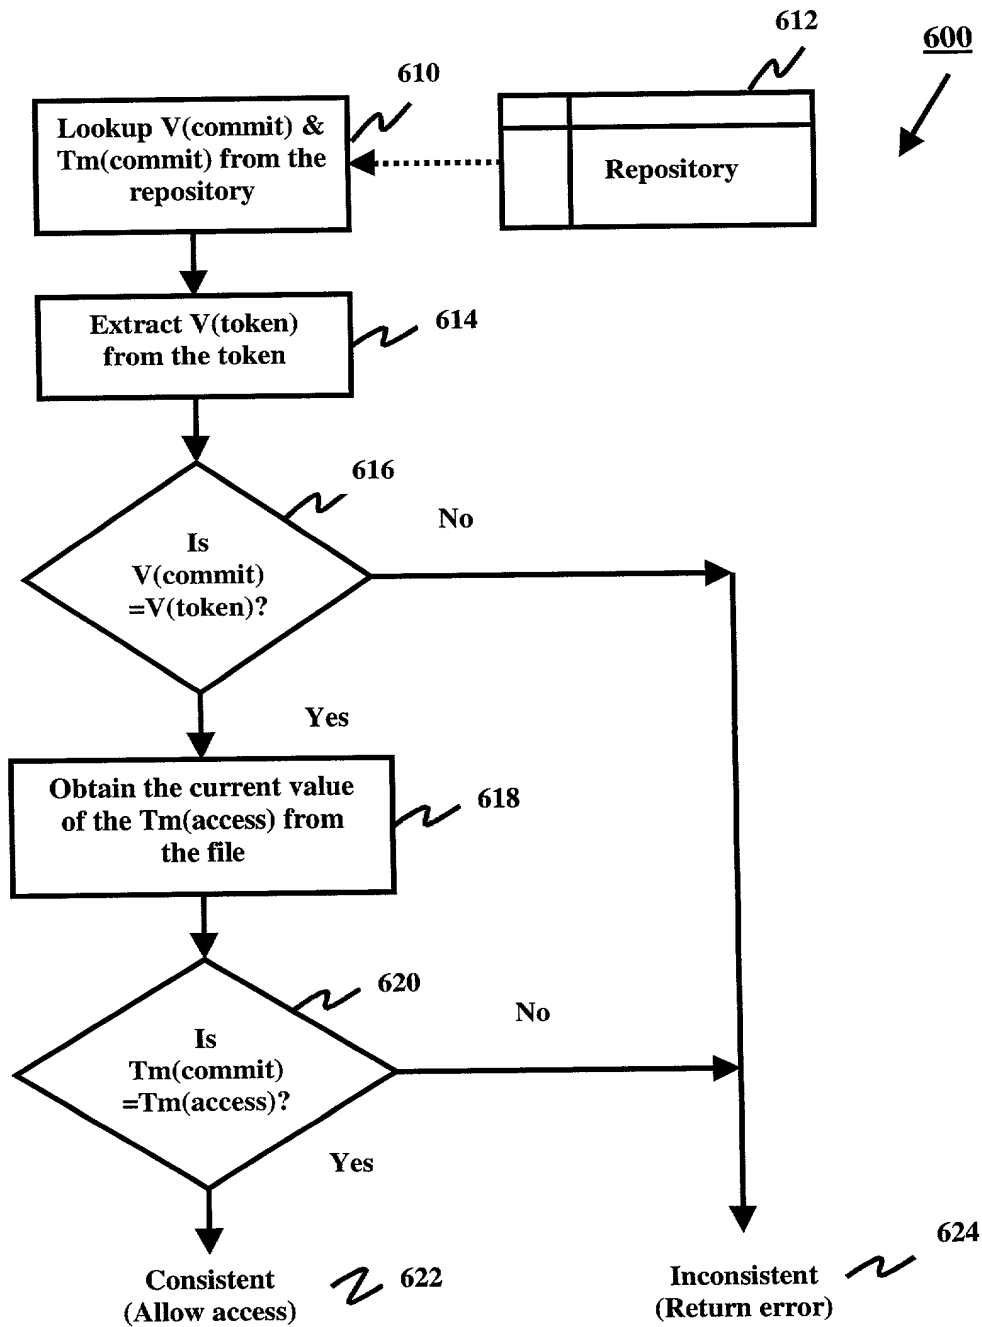 612
600
610
Lookup V(commit) &
Tm(commit) from the
repository
Repository
Extract V(token)
from the token
614
616
No
Is
V(commit)
=V(token)?
Yes
Obtain the current value
of the Tm(access) from
the file
618
620
No
Is
Tm(commit)
=Tm(access)?
Yes
624
Consistent
(Allow access)
622
Inconsistent
(Return error)